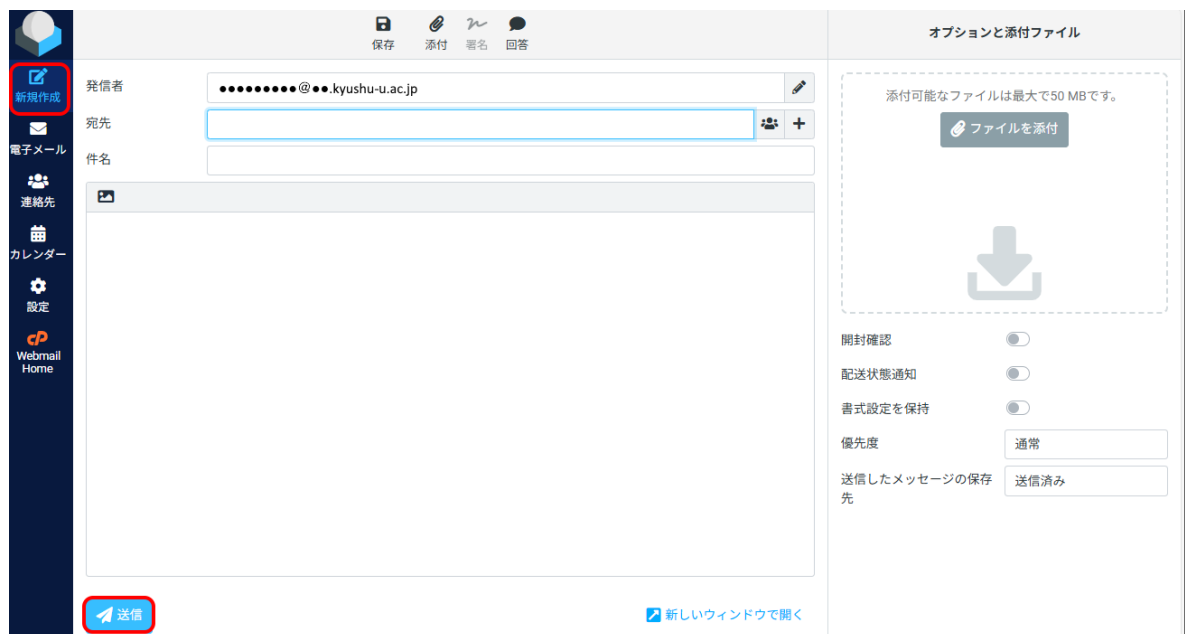 保存
添付
署名
回答
オプションと添付ファイル
新規作成
電子メール
連絡先
カレンダー
設定
cP
Webmail
Home
発信者
●●●●●●●●●@●●.kyushu-u.ac.jp
宛先
件名
添付可能なファイルは最大で50 MBです。
ファイルを添付
開封確認
配送状態通知
書式設定を保持
優先度
通常
送信したメッセージの保存
先
送信済み
送信
新しいウィンドウで開く